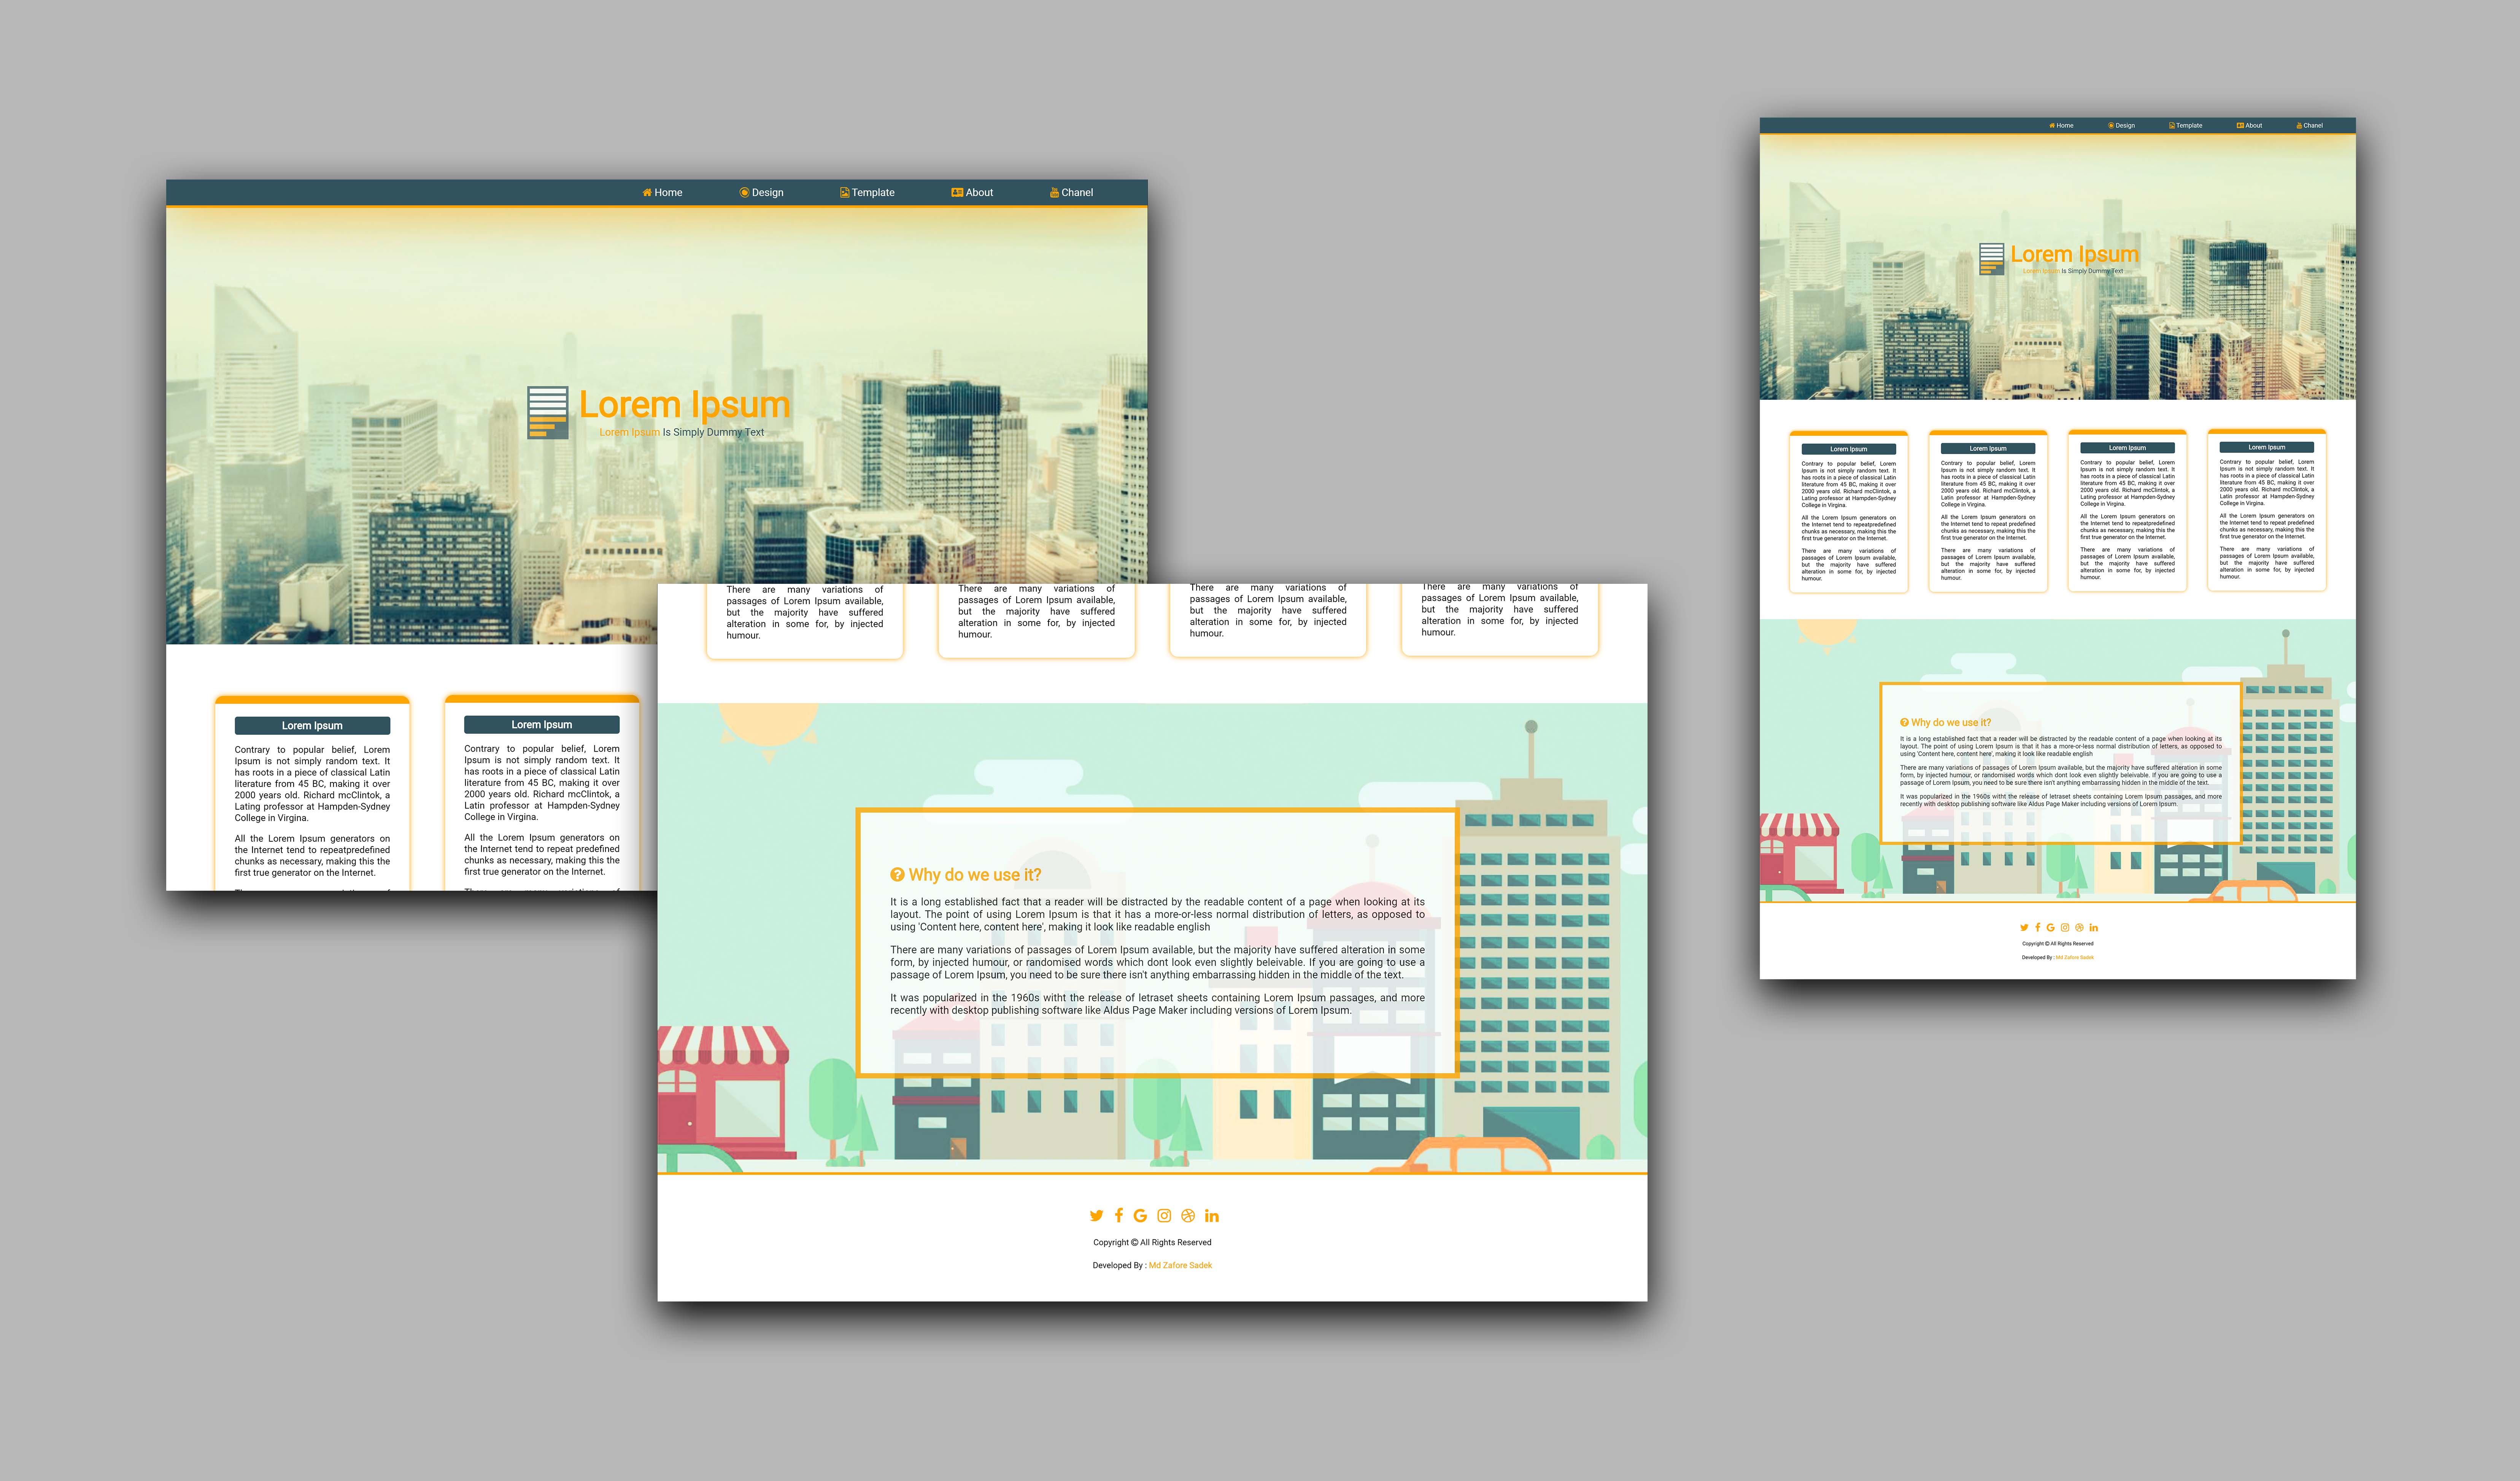 Home Design Template About Chanel
Lorem Ipsum
Lorem Ipsum Is Simply Dummy Text
Lorem Ipsum
Contrary to popular belief, Lorem
Ipsum is not simply random text. It
has roots in a piece of classical Latin
literature from 45 BC, making it over
2000 years old. Richard mcClintok, a
Lating professor at Hampden-Sydney
College in Virgina.
All the Lorem Ipsum generators on
the Internet tend to repeatpredefined
chunks as necessary, making this the
first true generator on the Internet.
Lorem Ipsum
Contrary to popular belief, Lorem
Ipsum is not simply random text. It
has roots in a piece of classical Latin
literature from 45 BC, making it over
2000 years old. Richard mcClintok, a
Latin professor at Hampden-Sydney
College in Virgina.
All the Lorem Ipsum generators on
the Internet tend to repeat predefined
chunks as necessary, making this the
first true generator on the Internet.
There are many variations of
passages of Lorem Ipsum available,
but the majority have suffered
alteration in some for, by injected
humour.
There are many variations of
passages of Lorem Ipsum available,
but the majority have suffered
alteration in some for, by injected
humour.
There are many variations of
passages of Lorem Ipsum available,
but the majority have suffered
alteration in some for, by injected
humour.
There are many variations of
passages of Lorem Ipsum available,
but the majority have suffered
alteration in some for, by injected
humour.
Why do we use it?
It is a long established fact that a reader will be distracted by the readable content of a page when looking at its
layout. The point of using Lorem Ipsum is that it has a more-or-less normal distribution of letters, as opposed to
using 'Content here, content here', making it look like readable english
There are many variations of passages of Lorem Ipsum available, but the majority have suffered alteration in some
form, by injected humour, or randomised words which dont look even slightly beleivable. If you are going to use a
passage of Lorem Ipsum, you need to be sure there isn't anything embarrassing hidden in the middle of the text.
It was popularized in the 1960s witht the release of letraset sheets containing Lorem Ipsum passages, and more
recently with desktop publishing software like Aldus Page Maker including versions of Lorem Ipsum.
Copyright © All Rights Reserved
Developed By : Md Zafore Sadek
Home Design Template About Chanel
Lorem Ipsum
Lorem Ipsum Is Simply Dummy Text
Lorem Ipsum
Contrary to popular belief, Lorem
Ipsum is not simply random text. It
has roots in a piece of classical Latin
literature from 45 BC, making it over
2000 years old. Richard mcClintok, a
Lating professor at Hampden-Sydney
College in Virgina.
All the Lorem Ipsum generators on
the Internet tend to repeatpredefined
chunks as necessary, making this the
first true generator on the Internet.
There are many variations of
passages of Lorem Ipsum available,
but the majority have suffered
alteration in some for, by injected
humour.
Lorem Ipsum
Contrary to popular belief, Lorem
Ipsum is not simply random text. It
has roots in a piece of classical Latin
literature from 45 BC, making it over
2000 years old. Richard mcClintok, a
Latin professor at Hampden-Sydney
College in Virgina.
All the Lorem Ipsum generators on
the Internet tend to repeat predefined
chunks as necessary, making this the
first true generator on the Internet.
There are many variations of
passages of Lorem Ipsum available,
but the majority have suffered
alteration in some for, by injected
humour.
Lorem Ipsum
Contrary to popular belief, Lorem
Ipsum is not simply random text. It
has roots in a piece of classical Latin
literature from 45 BC, making it over
2000 years old. Richard mcClintok, a
Latin professor at Hampden-Sydney
College in Virgina.
All the Lorem Ipsum generators on
the Internet tend to repeatpredefined
chunks as necessary, making this the
first true generator on the Internet.
There are many variations of
passages of Lorem Ipsum available,
but the majority have suffered
alteration in some for, by injected
humour.
Lorem Ipsum
Contrary to popular belief, Lorem
Ipsum is not simply random text. It
has roots in a piece of classical Latin
literature from 45 BC, making it over
2000 years old. Richard mcClintok, a
Latin professor at Hampden-Sydney
College in Virgina.
All the Lorem Ipsum generators on
the Internet tend to repeat predefined
chunks as necessary, making this the
first true generator on the Internet.
There are many variations of
passages of Lorem Ipsum available,
but the majority have suffered
alteration in some for, by injected
humour.
Why do we use it?
It is a long established fact that a reader will be distracted by the readable content of a page when looking at its
layout. The point of using Lorem Ipsum is that it has a more-or-less normal distribution of letters, as opposed to
using 'Content here, content here', making it look like readable english
There are many variations of passages of Lorem Ipsum available, but the majority have suffered alteration in some
form, by injected humour, or randomised words which dont look even slightly beleivable. If you are going to use a
passage of Lorem Ipsum, you need to be sure there isn't anything embarrassing hidden in the middle of the text.
It was popularized in the 1960s witht the release of letraset sheets containing Lorem Ipsum passages, and more
recently with desktop publishing software like Aldus Page Maker including versions of Lorem Ipsum.
Copyright © All Rights Reserved
Developed By : Md Zafore Sadek